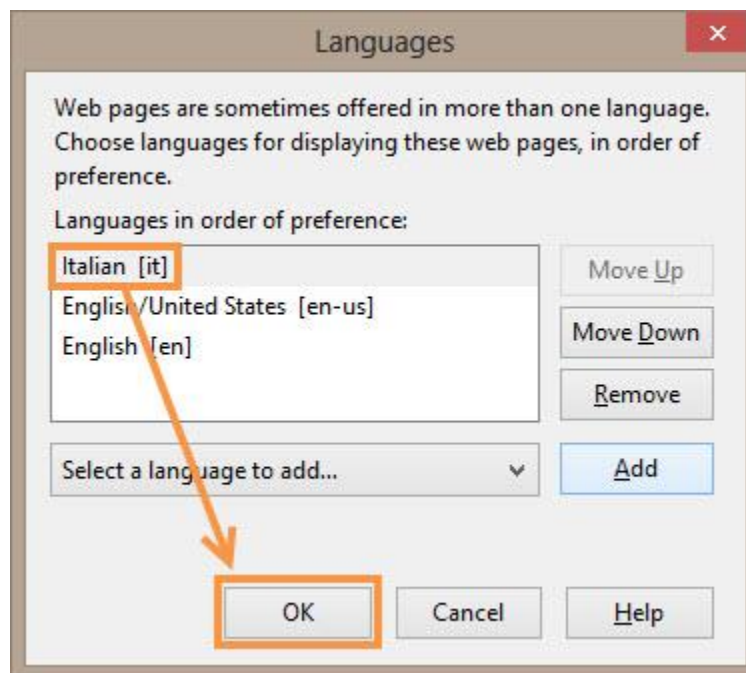 Languages
Web pages are sometimes offered in more than one language.
Choose languages for displaying these web pages, in order of
preference.
Languages in order of preference:
Italian [it]
Move Up
English/United States [en-us]
Move Down
English [en]
Remove
Select a language to add...
Add
OK
Cancel
Help